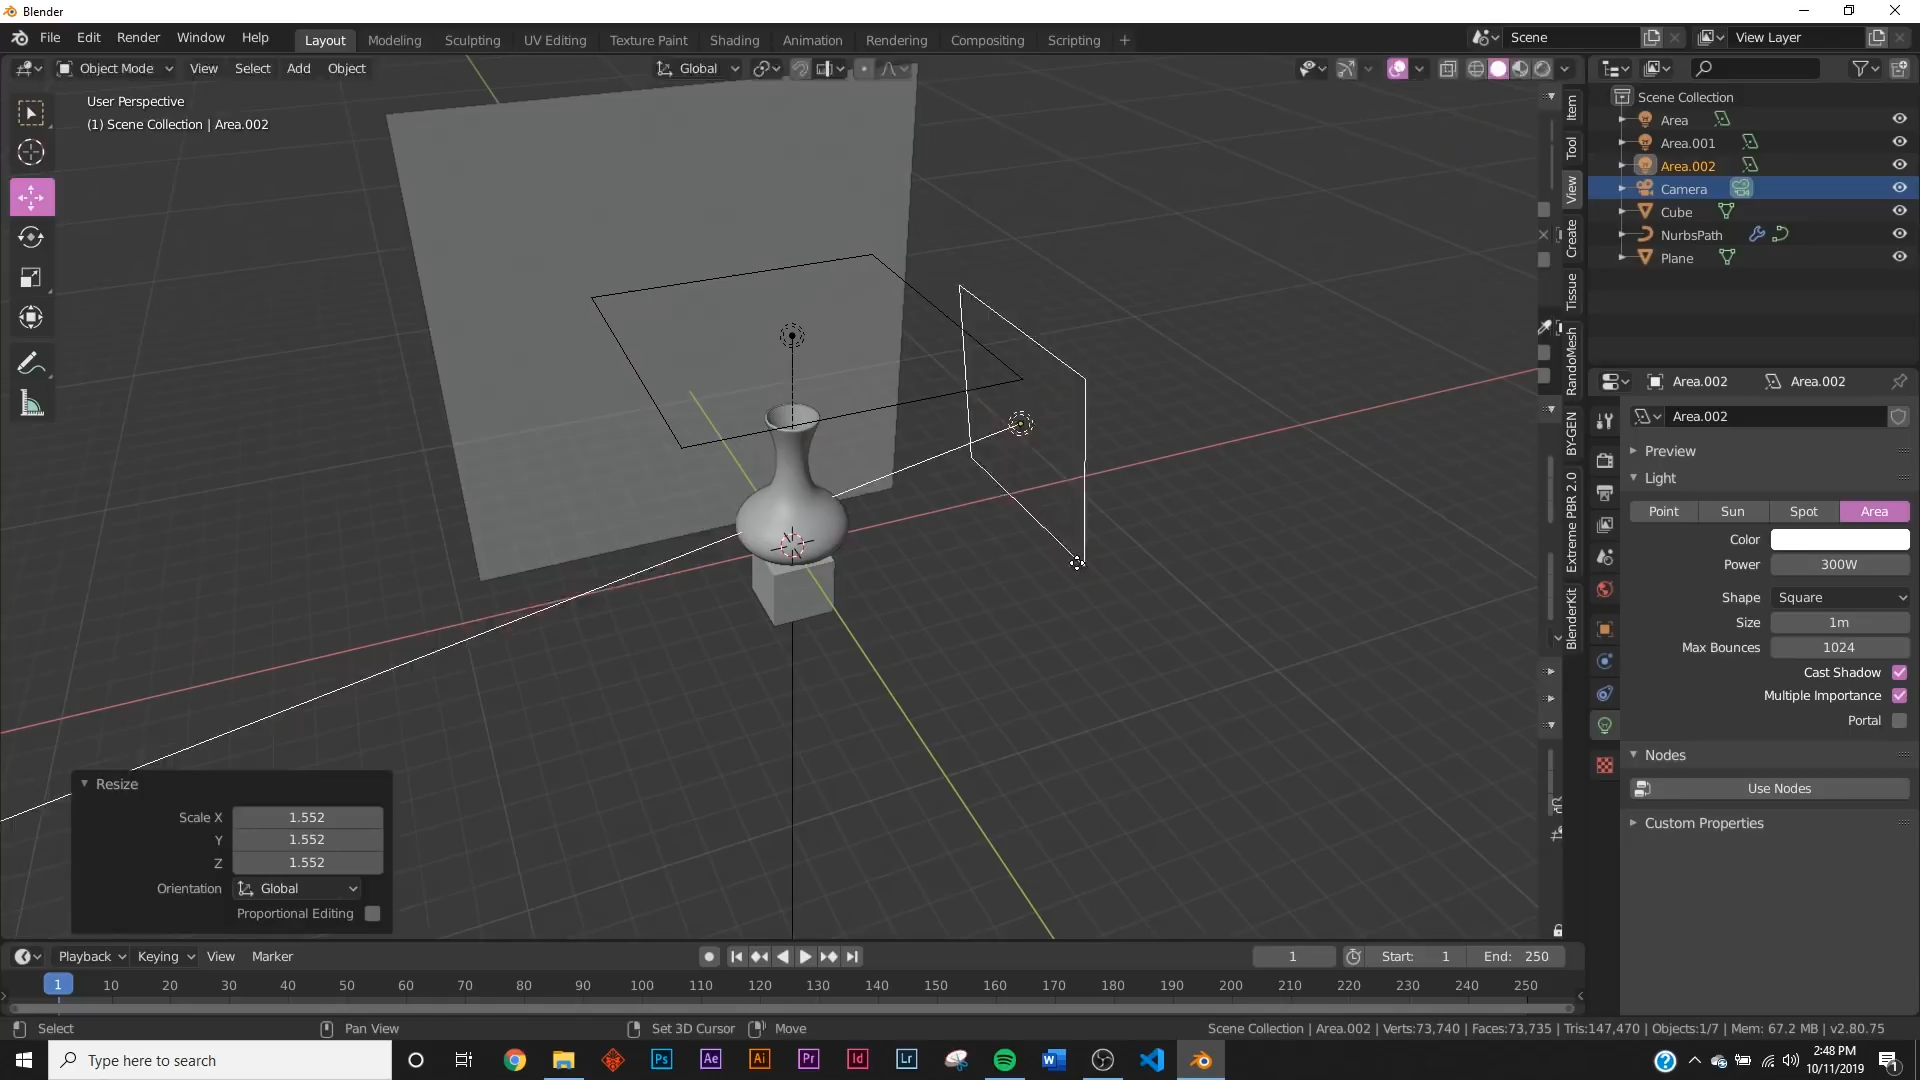 Blender
File Edit Render Window Help Layout Modeling Sculpting UV Editing Texture Paint Shading Animation Rendering Compositing Scripting + Scene View Layer
Object Mode View Select Add Object Global
User Perspective
(1) Scene Collection | Area.002
Item
Tool
View
Create
Tissue
RandoMesh
BY-GEN
Extreme PBR 2.0
BlenderKit
Scene Collection
Area
Area.001
Area.002
Camera
Cube
NurbsPath
Plane
Area.002 Area.002
Area.002
Preview
Light
Point Sun Spot Area
Color
Power 300W
Shape Square
Size 1m
Max Bounces 1024
Cast Shadow
Multiple Importance
Portal
Nodes
Use Nodes
Custom Properties
Resize
Scale X 1.552
Y 1.552
Z 1.552
Orientation Global
Proportional Editing
Playback Keying View Marker 1 Start: 1 End: 250
1 10 20 30 40 50 60 70 80 90 100 110 120 130 140 150 160 170 180 190 200 210 220 230 240 250
Select Pan View Set 3D Cursor Move Scene Collection | Area.002 | Verts:73,740 | Faces:73,735 | Tris:147,470 | Objects:1/7 | Mem: 67.2 MB | v2.80.75
Type here to search Ps Ae Ai Pr Id Lr
2:48 PM
10/11/2019
1